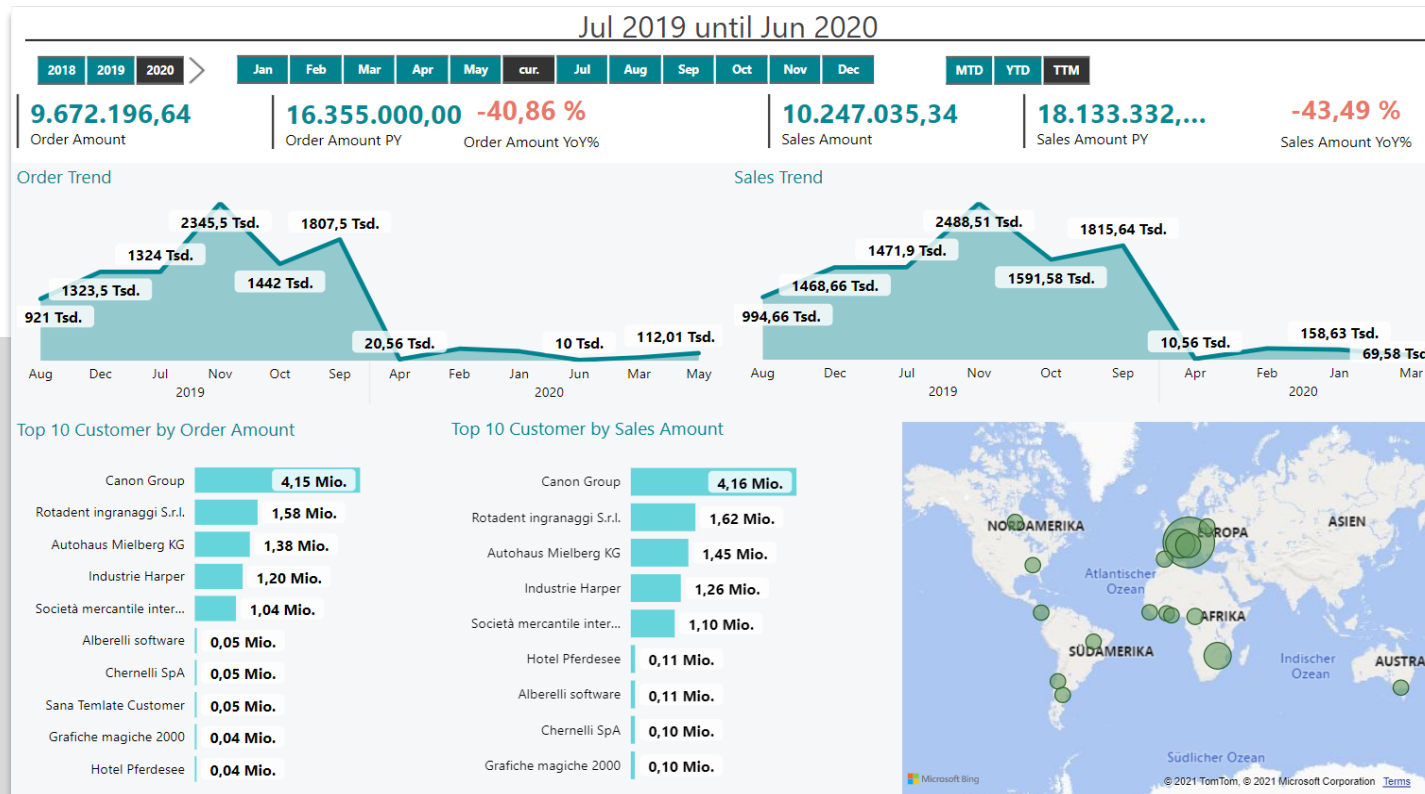 Jul 2019 until Jun 2020
2018 2019 2020 Jan Feb Mar Apr May cur. Jul Aug Sep Oct Nov Dec MTD YTD TTM
9.672.196,64 16.355.000,00 -40,86 % 10.247.035,34 18.133.332,... -43,49 %
Order Amount Order Amount PY Order Amount YoY% Sales Amount Sales Amount PY Sales Amount YoY%
Order Trend
2345,5 Tsd. 1807,5 Tsd.
1324 Tsd.
1323,5 Tsd. 1442 Tsd.
921 Tsd.
20,56 Tsd. 10 Tsd. 112,01 Tsd.
Aug Dec Jul Nov Oct Sep Apr Feb Jan Jun Mar May
2019 2020
Sales Trend
2488,51 Tsd. 1815,64 Tsd.
1471,9 Tsd.
1468,66 Tsd. 1591,58 Tsd.
994,66 Tsd.
10,56 Tsd. 158,63 Tsd.
69,58 Tsd
Aug Dec Jul Nov Oct Sep Apr Feb Jan Mar
2019 2020
Top 10 Customer by Order Amount
Canon Group 4,15 Mio.
Rotadent ingranaggi S.r.l. 1,58 Mio.
Autohaus Mielberg KG 1,38 Mio.
Industrie Harper 1,20 Mio.
Società mercantile inter... 1,04 Mio.
Alberelli software 0,05 Mio.
Chernelli SpA 0,05 Mio.
Sana Temlate Customer 0,05 Mio.
Grafiche magiche 2000 0,04 Mio.
Hotel Pferdesee 0,04 Mio.
Top 10 Customer by Sales Amount
Canon Group 4,16 Mio.
Rotadent ingranaggi S.r.l. 1,62 Mio.
Autohaus Mielberg KG 1,45 Mio.
Industrie Harper 1,26 Mio.
Società mercantile inter... 1,10 Mio.
Hotel Pferdesee 0,11 Mio.
Alberelli software 0,11 Mio.
Chernelli SpA 0,10 Mio.
Grafiche magiche 2000 0,10 Mio.
NORDAMERIKA
EUROPA
ASIEN
Atlantischer
Ozean
AFRIKA
SÜDAMERIKA
Indischer
Ozean
AUSTRA
Südlicher Ozean
Microsoft Bing
© 2021 TomTom, © 2021 Microsoft Corporation Terms